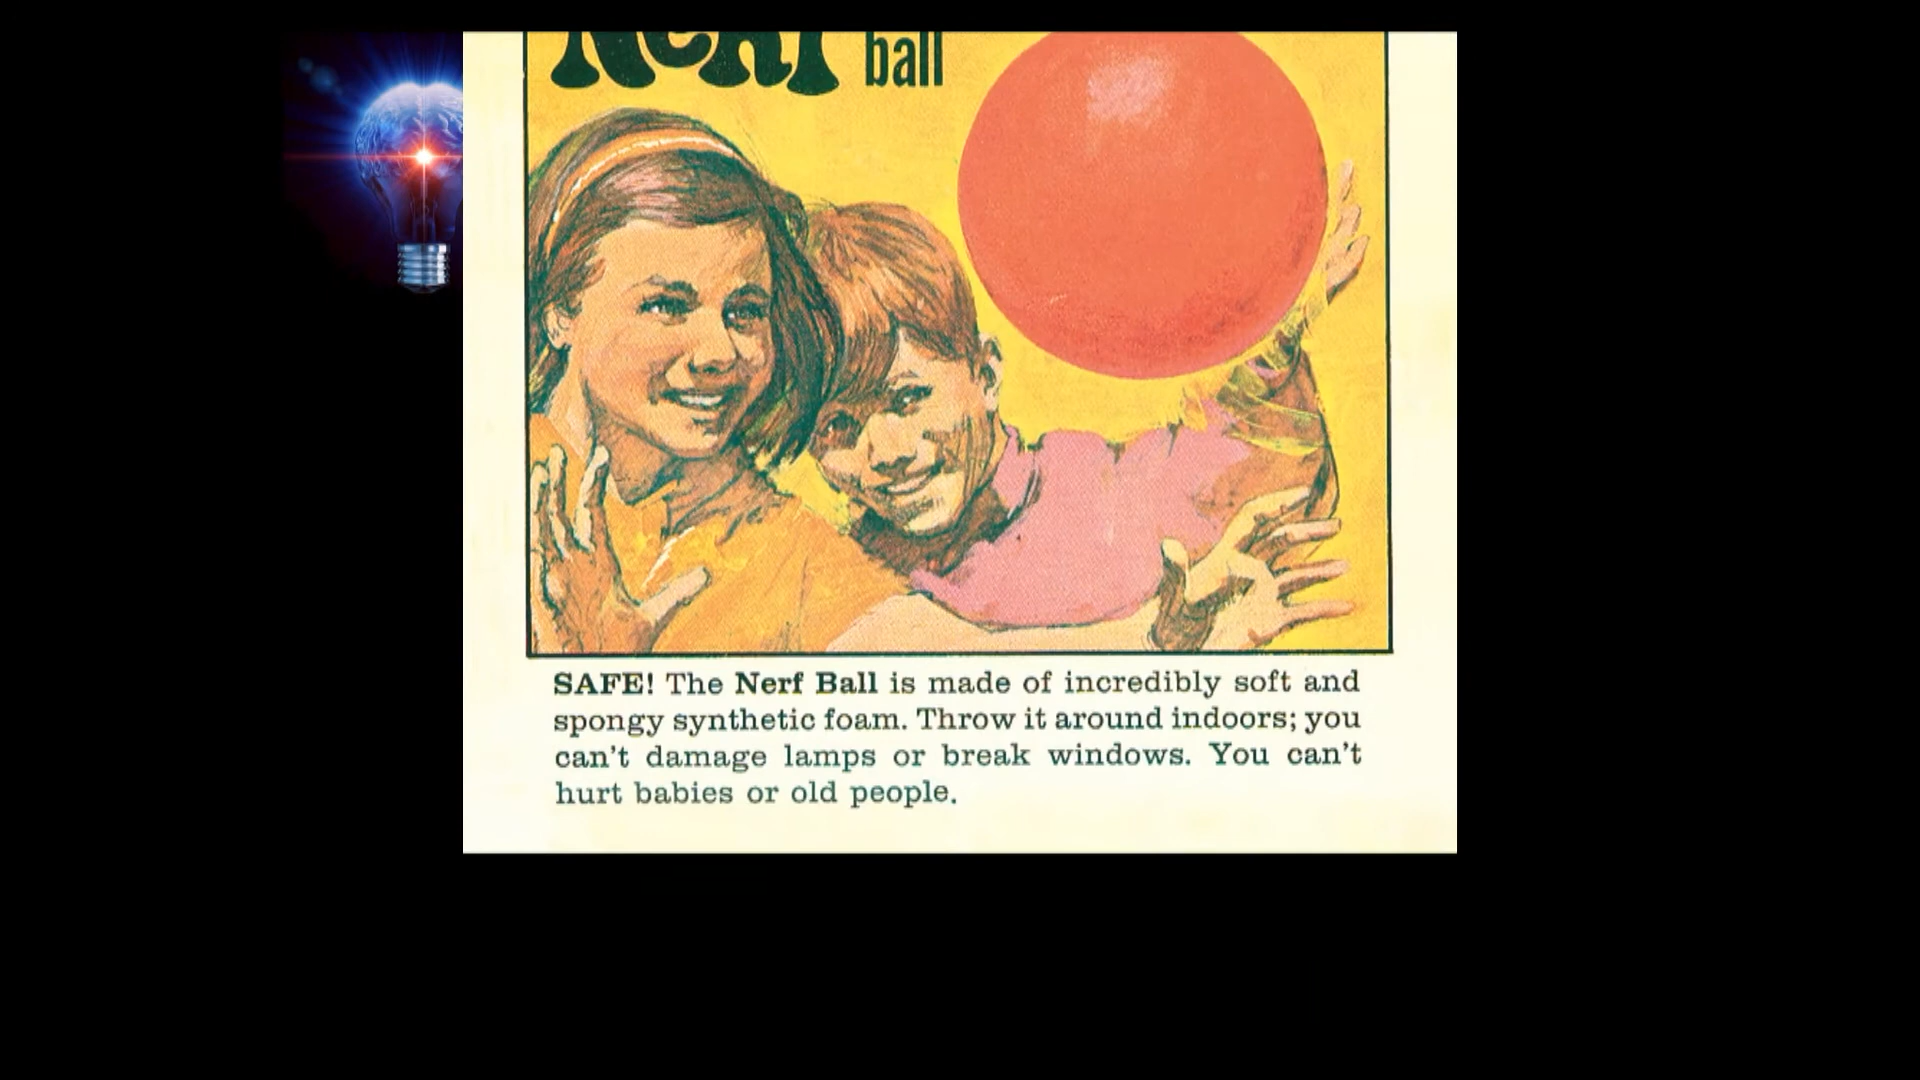 Nerf ball
SAFE! The Nerf Ball is made of incredibly soft and
spongy synthetic foam. Throw it around indoors; you
can't damage lamps or break windows. You can't
hurt babies or old people.